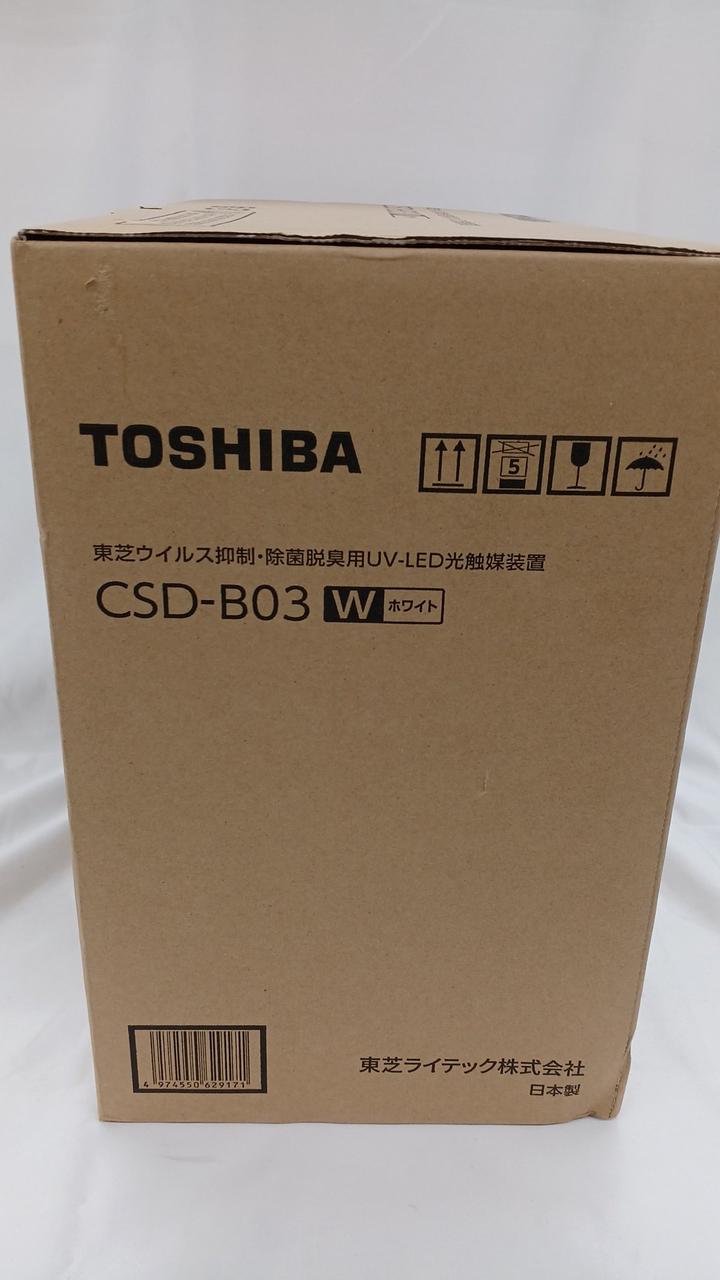 TOSHIBA
5
東芝ウイルス抑制・除菌脱臭用UV-LED光触媒装置
CSD-B03 W ホワイト
4 974550 629171
東芝ライテック株式会社
日本製